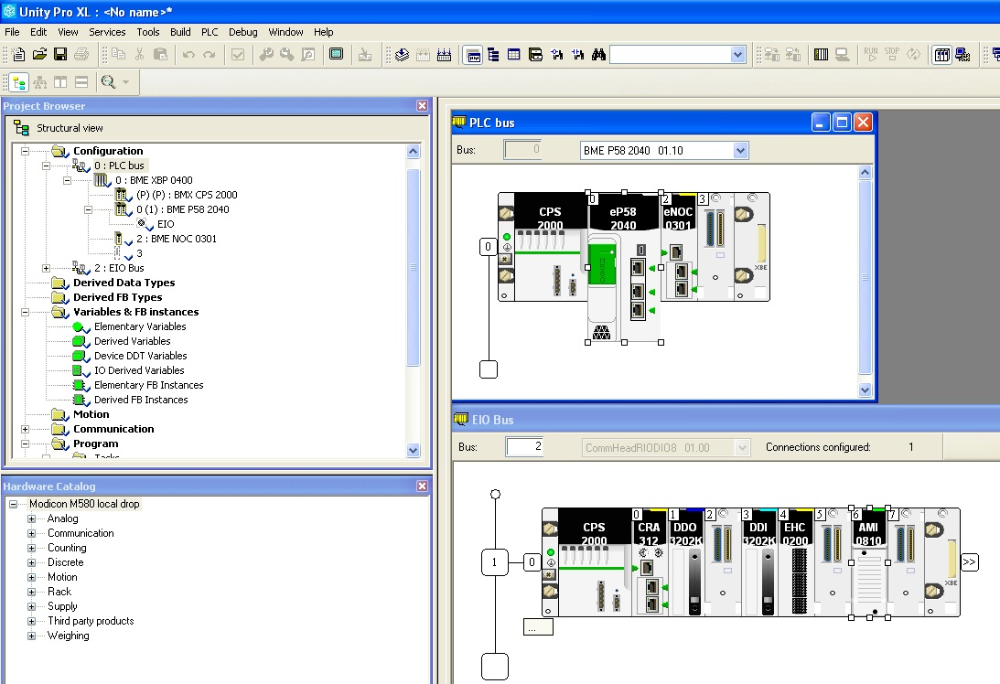 Unity Pro XL : <No name>*
File Edit View Services Tools Build PLC Debug Window Help
RUN STOP
Project Browser
Structural view
Configuration
0 : PLC bus
0 : BME XBP 0400
(P) (P) : BMX CPS 2000
0 (1) : BME P58 2040
EIO
2 : BME NOC 0301
3
2 : EIO Bus
Derived Data Types
Derived FB Types
Variables & FB instances
Elementary Variables
Derived Variables
Device DDT Variables
IO Derived Variables
Elementary FB Instances
Derived FB Instances
Motion
Communication
Program
Tasks
Hardware Catalog
Modicon M580 local drop
Analog
Communication
Counting
Discrete
Motion
Rack
Supply
Third party products
Weighing
PLC bus
Bus: 0 BME P58 2040 01.10
0 2 3
CPS 2000
eP58 2040
eNOC 0301
0
0
XBE
EIO Bus
Bus: 2 CommHeadRIODIO8 01.00 Connections configured: 1
0 1 2 3 4 5 6 7
CPS 2000
CRA 312
DDO 3202K
DDI 3202K
EHC 0200
AMI 0810
1 0 >>
XBE
...